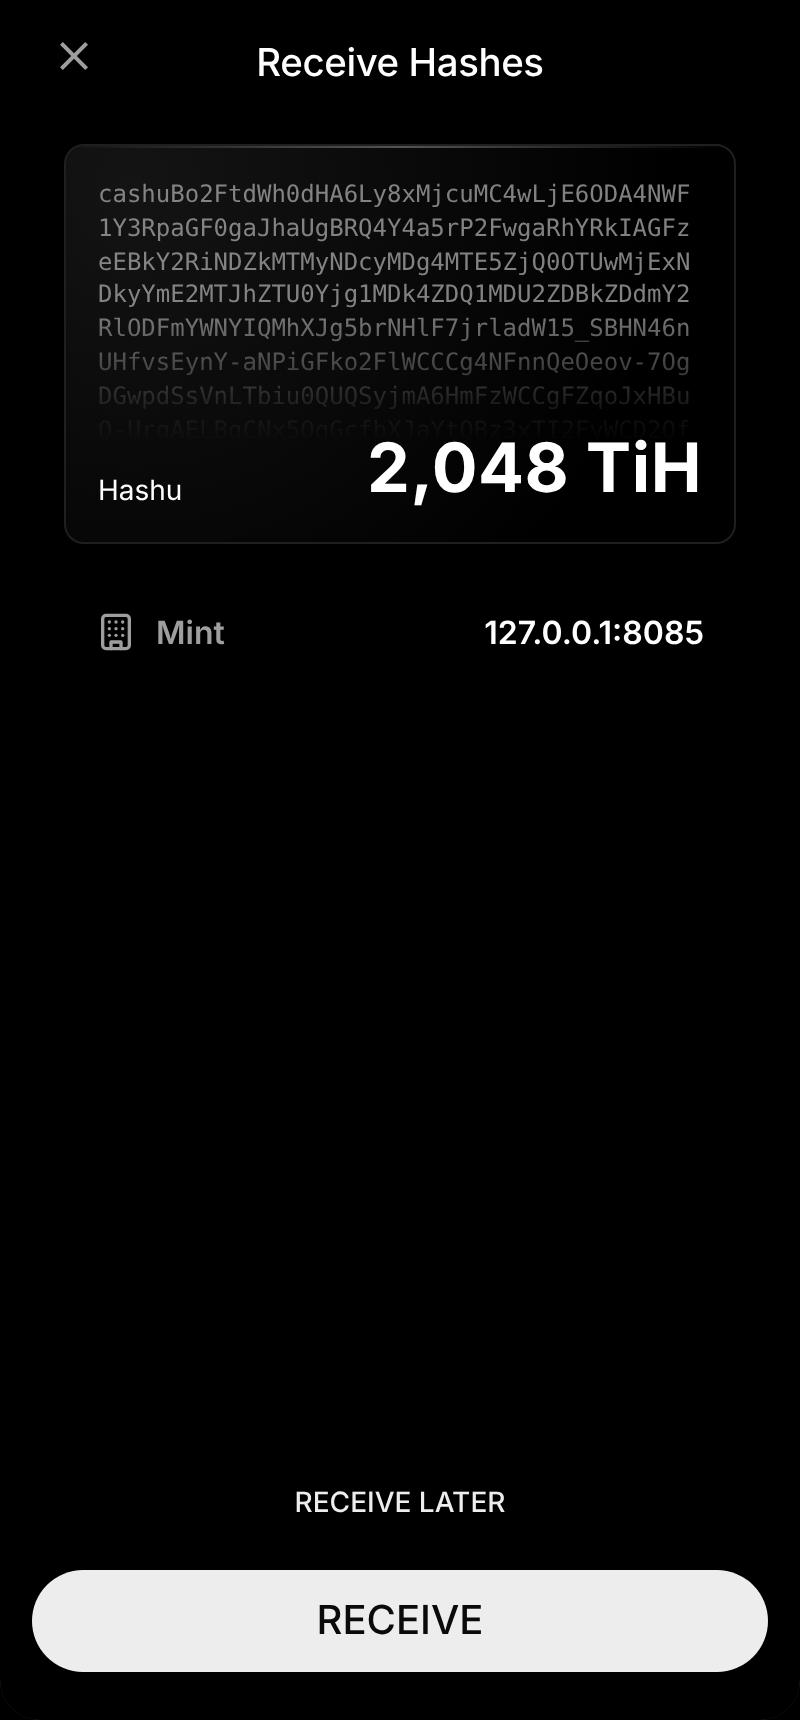 Receive Hashes
cashuBo2FtdWh0dHA6Ly8xMjcuMC4wLjE6ODA4NWF
1Y3RpaGF0gaJhaUgBRQ4Y4a5rP2FwgaRhYRkIAGFz
eEBkY2RiNDZkMTMyNDcyMDg4MTE5ZjQ0OTUwMjExN
DkyYmE2MTJhZTU0Yjg1MDk4ZDQ1MDU2ZDBkZDdmY2
RlODFmYWNYIQMhXJg5brNHlF7jrladW15_SBHN46n
UHfvsEynY-aNPiGFko2FlWCCCg4NFnnQeOeov-7Og
DGwpdSsVnLTbiu0QUQSyjmA6HmFzWCCgFZqoJxHBu
Hashu
2,048 TiH
Mint
127.0.0.1:8085
RECEIVE LATER
RECEIVE